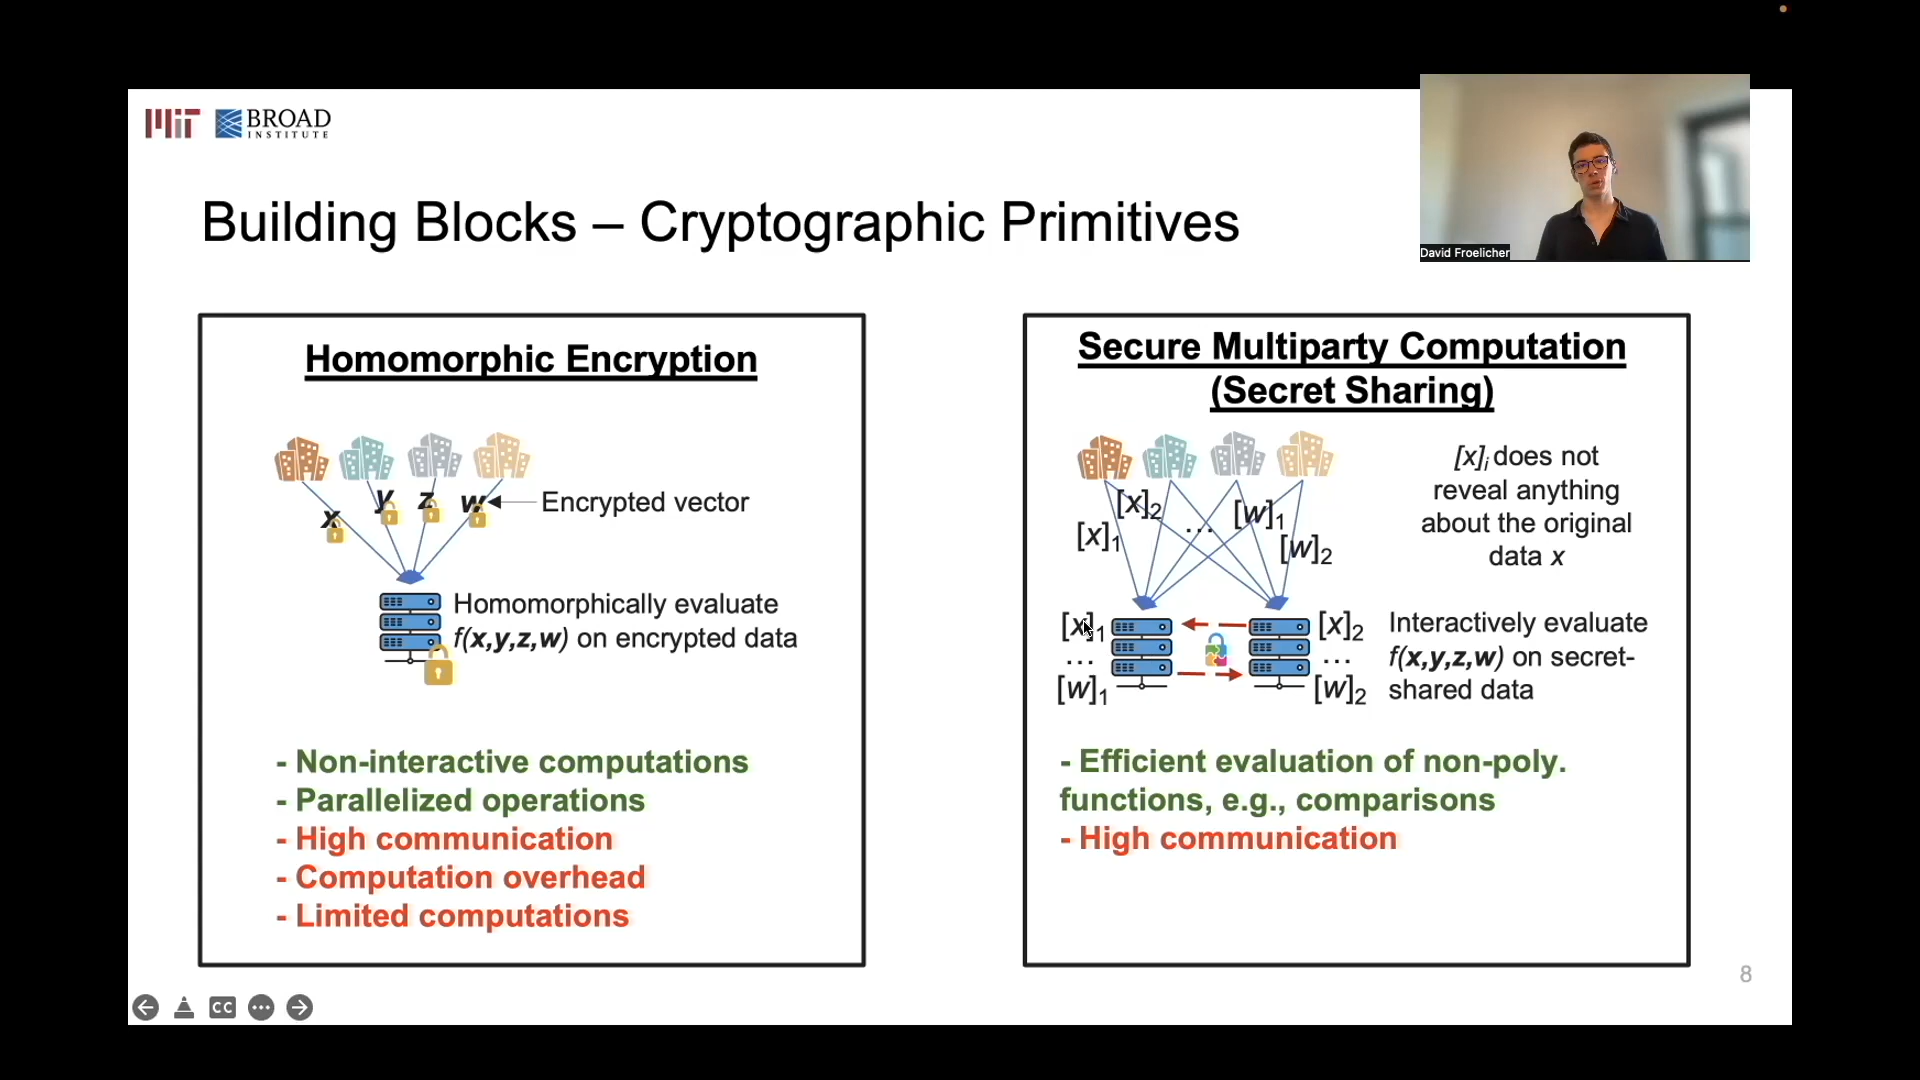 MIT BROAD
INSTITUTE
David Froelicher
Building Blocks – Cryptographic Primitives
Homomorphic Encryption
x y z w Encrypted vector
Homomorphically evaluate
f(x,y,z,w) on encrypted data
- Non-interactive computations
- Parallelized operations
- High communication
- Computation overhead
- Limited computations
Secure Multiparty Computation
(Secret Sharing)
[x]i does not
reveal anything
about the original
data x
[x]2 ... [w]1
[x]1 [w]2
[x]1 [x]2
... ...
[w]1 [w]2
Interactively evaluate
f(x,y,z,w) on secret-
shared data
- Efficient evaluation of non-poly.
functions, e.g., comparisons
- High communication
8
CC